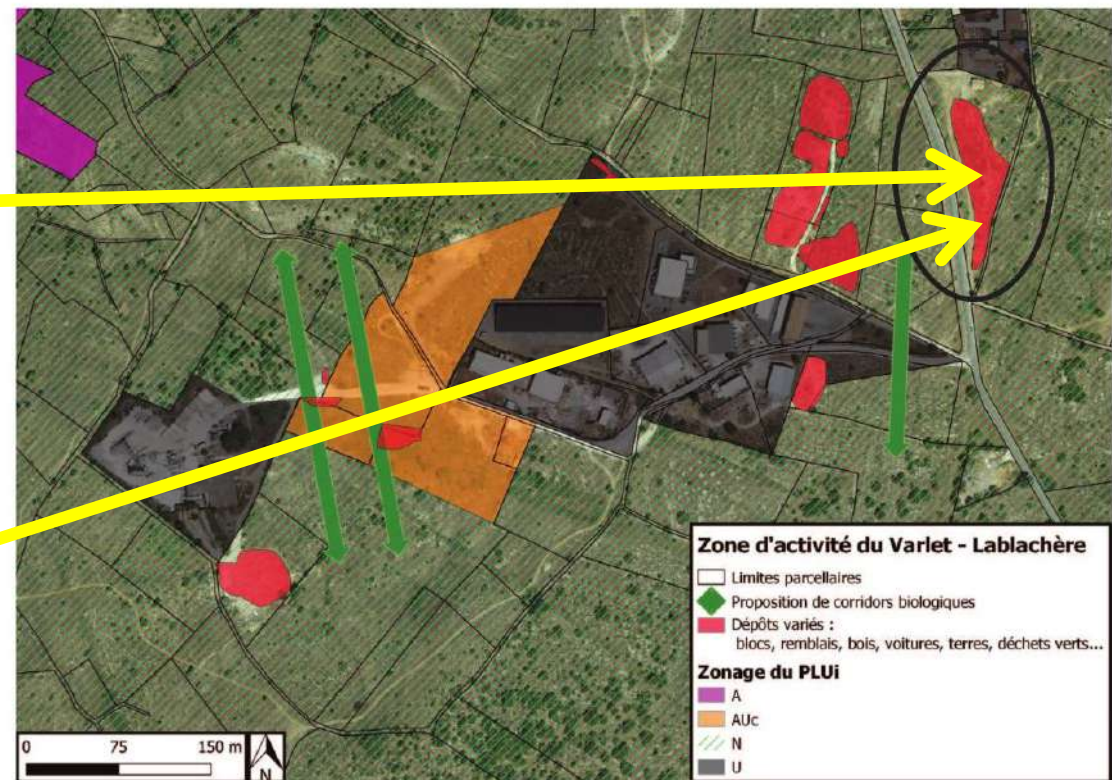 Zone d'activité du Varlet - Lablachère
Limites parcellaires
Proposition de corridors biologiques
Dépôts variés :
blocs, remblais, bois, voitures, terres, déchets verts...
Zonage du PLUi
A
AUc
N
U
0 75 150 m
N